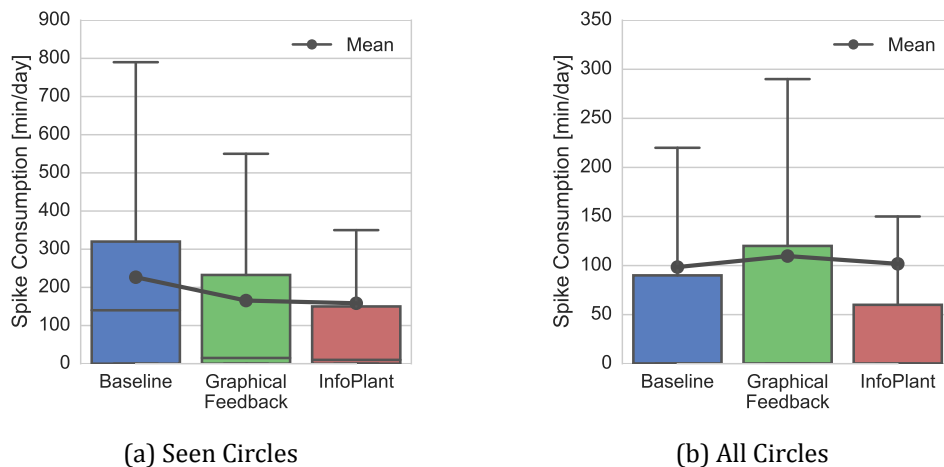 900
800
700
600
500
400
300
200
100
0
Spike Consumption [min/day]
Mean
Baseline
Graphical
Feedback
InfoPlant
(a) Seen Circles
350
300
250
200
150
100
50
0
Spike Consumption [min/day]
Mean
Baseline
Graphical
Feedback
InfoPlant
(b) All Circles